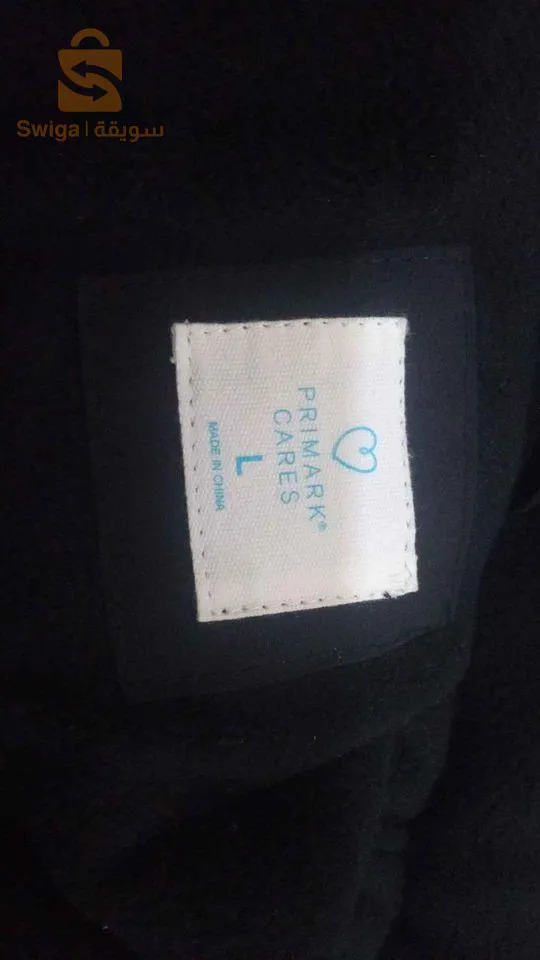 Swiga | سويقة
PRIMARK®
CARES
L
MADE IN CHINA